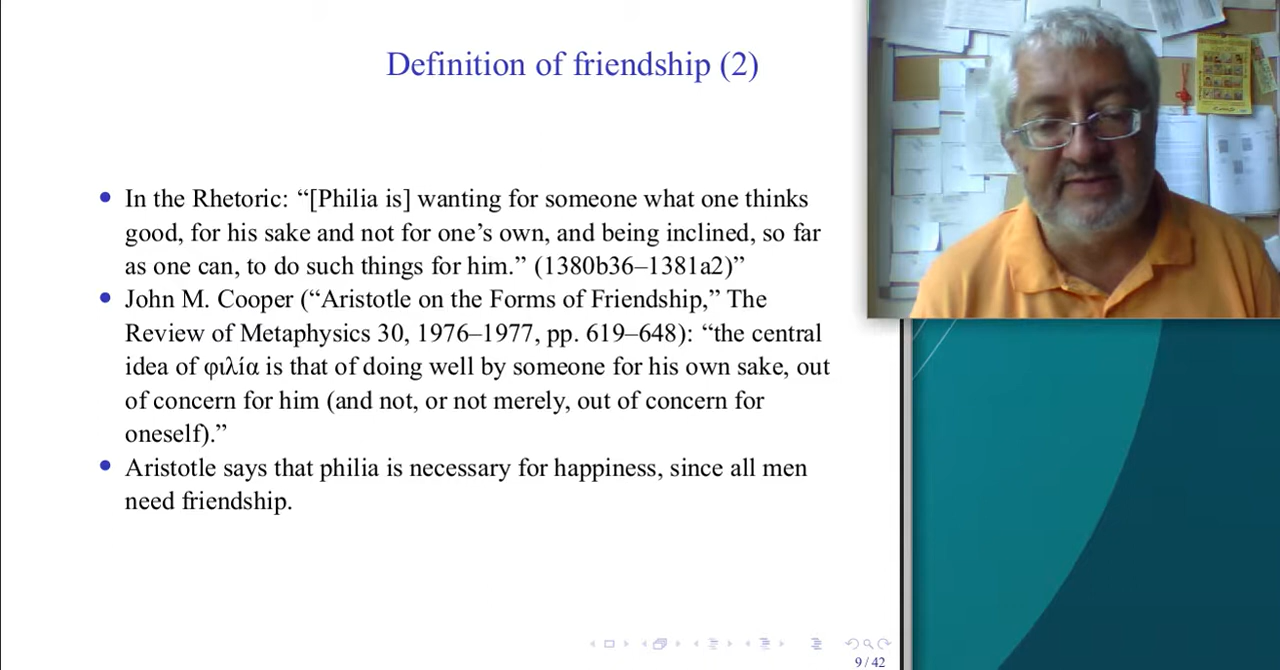 Definition of friendship (2)
• In the Rhetoric: “[Philia is] wanting for someone what one thinks
good, for his sake and not for one’s own, and being inclined, so far
as one can, to do such things for him.” (1380b36–1381a2)”
• John M. Cooper (“Aristotle on the Forms of Friendship,” The
Review of Metaphysics 30, 1976–1977, pp. 619–648): “the central
idea of φιλία is that of doing well by someone for his own sake, out
of concern for him (and not, or not merely, out of concern for
oneself).”
• Aristotle says that philia is necessary for happiness, since all men
need friendship.
9 / 42